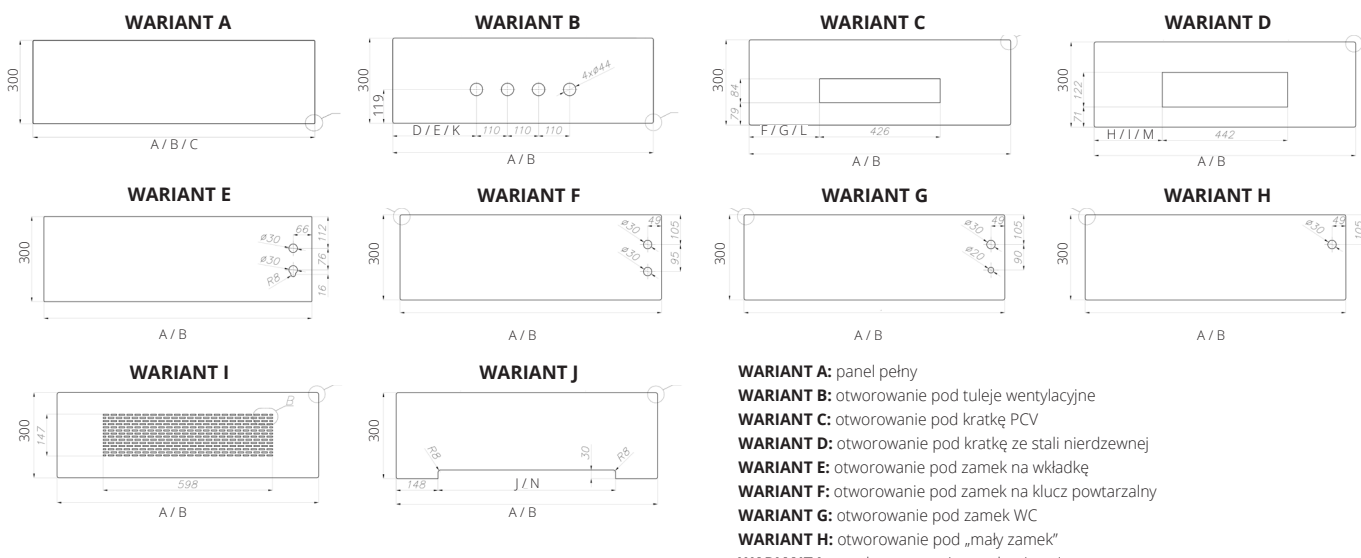 WARIANT A
WARIANT B
WARIANT C
WARIANT D
300
A / B / C
300
119
4xø44
D / E / K
110
110
110
A / B
300
84
79
F / G / L
426
A / B
300
122
71
H / I / M
442
A / B
WARIANT E
WARIANT F
WARIANT G
WARIANT H
300
66
112
ø30
76
ø30
R8
16
A / B
300
49
105
ø30
95
ø30
A / B
300
49
105
ø30
90
ø20
A / B
300
49
105
ø30
A / B
WARIANT I
WARIANT J
300
147
B
598
A / B
300
R8
30
R8
148
J / N
A / B
WARIANT A: panel pełny
WARIANT B: otworowanie pod tuleje wentylacyjne
WARIANT C: otworowanie pod kratkę PCV
WARIANT D: otworowanie pod kratkę ze stali nierdzewnej
WARIANT E: otworowanie pod zamek na wkładkę
WARIANT F: otworowanie pod zamek na klucz powtarzalny
WARIANT G: otworowanie pod zamek WC
WARIANT H: otworowanie pod „mały zamek”